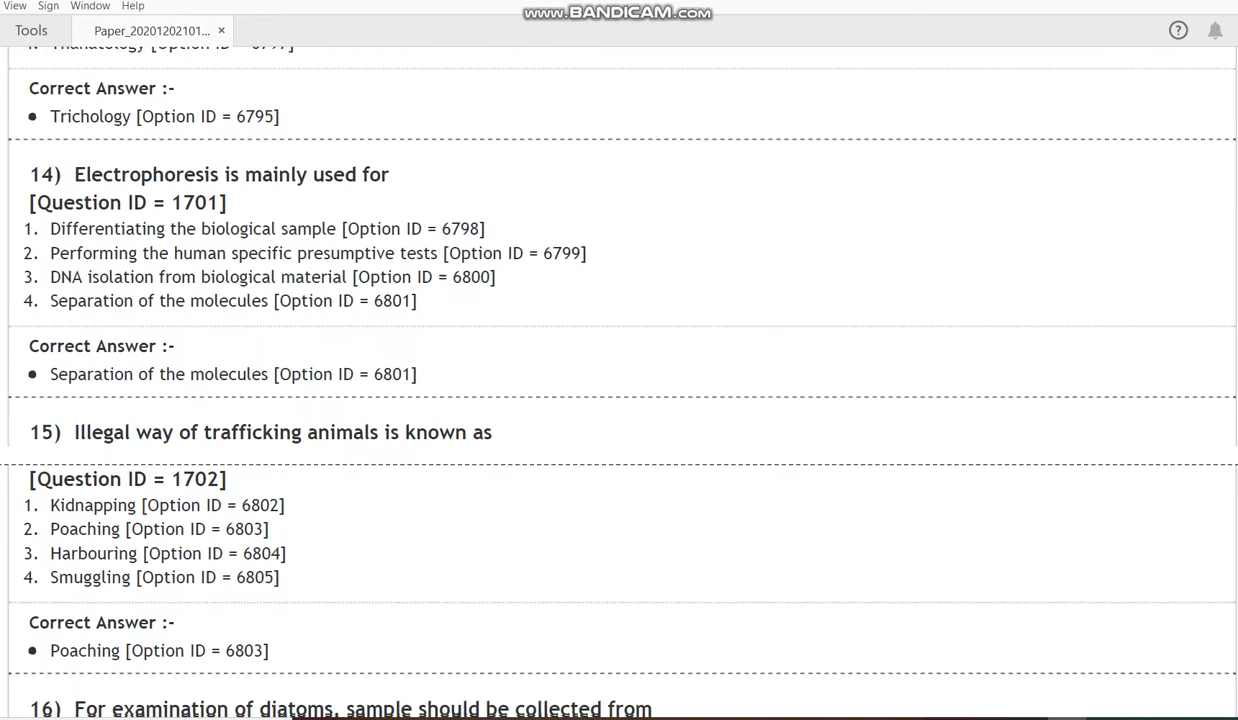 View Sign Window Help
www.BANDICAM.com
Tools Paper_20201202101... ×
Correct Answer :-
● Trichology [Option ID = 6795]
14) Electrophoresis is mainly used for
[Question ID = 1701]
1. Differentiating the biological sample [Option ID = 6798]
2. Performing the human specific presumptive tests [Option ID = 6799]
3. DNA isolation from biological material [Option ID = 6800]
4. Separation of the molecules [Option ID = 6801]
Correct Answer :-
● Separation of the molecules [Option ID = 6801]
15) Illegal way of trafficking animals is known as
[Question ID = 1702]
1. Kidnapping [Option ID = 6802]
2. Poaching [Option ID = 6803]
3. Harbouring [Option ID = 6804]
4. Smuggling [Option ID = 6805]
Correct Answer :-
● Poaching [Option ID = 6803]
16) For examination of diatoms, sample should be collected from